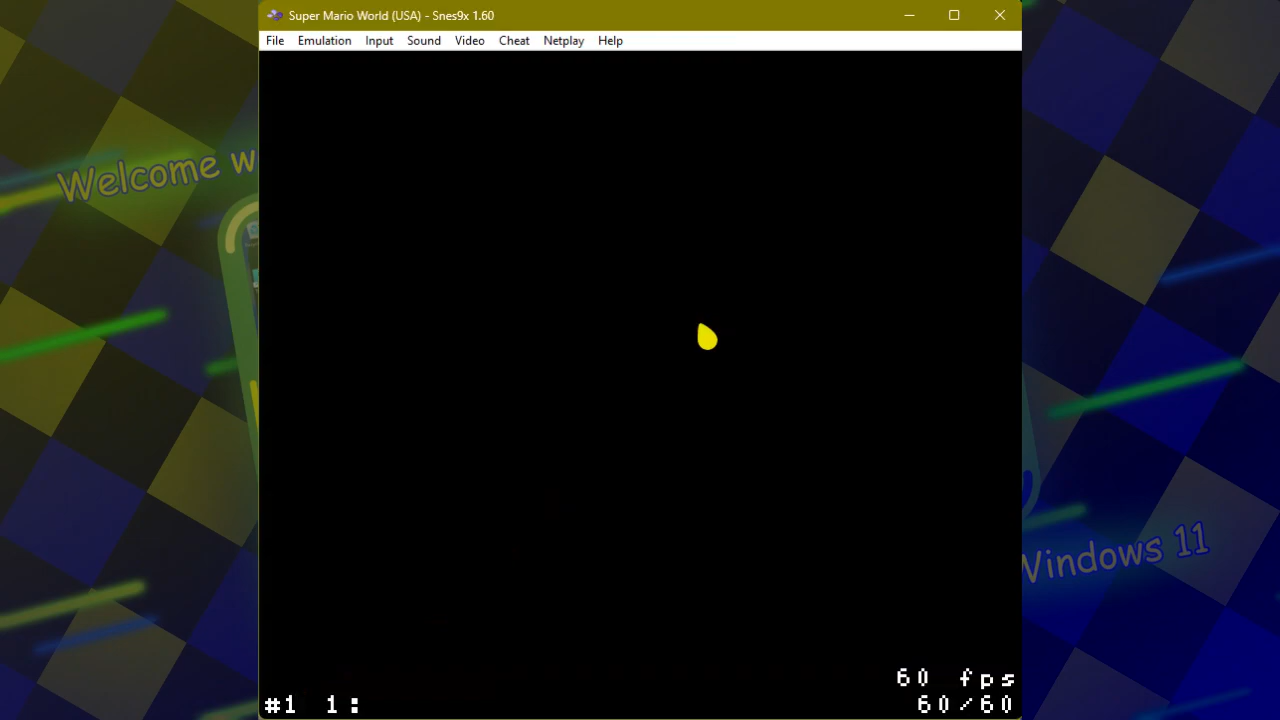 Super Mario World (USA) - Snes9x 1.60
File Emulation Input Sound Video Netplay Cheat Help
Welcome w
Windows 11
60 fps
#1 1: 60/60